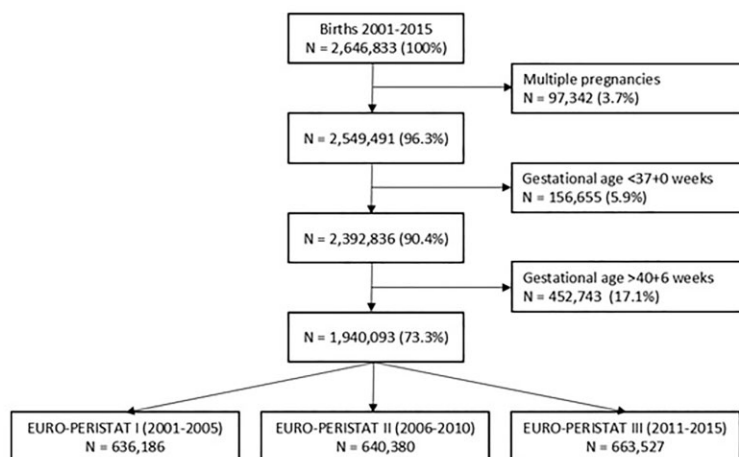 Births 2001-2015
N = 2,646,833 (100%)
Multiple pregnancies
N = 97,342 (3.7%)
N = 2,549,491 (96.3%)
Gestational age <37+0 weeks
N = 156,655 (5.9%)
N = 2,392,836 (90.4%)
Gestational age >40+6 weeks
N = 452,743 (17.1%)
N = 1,940,093 (73.3%)
EURO-PERISTAT I (2001-2005)
N = 636,186
EURO-PERISTAT II (2006-2010)
N = 640,380
EURO-PERISTAT III (2011-2015)
N = 663,527